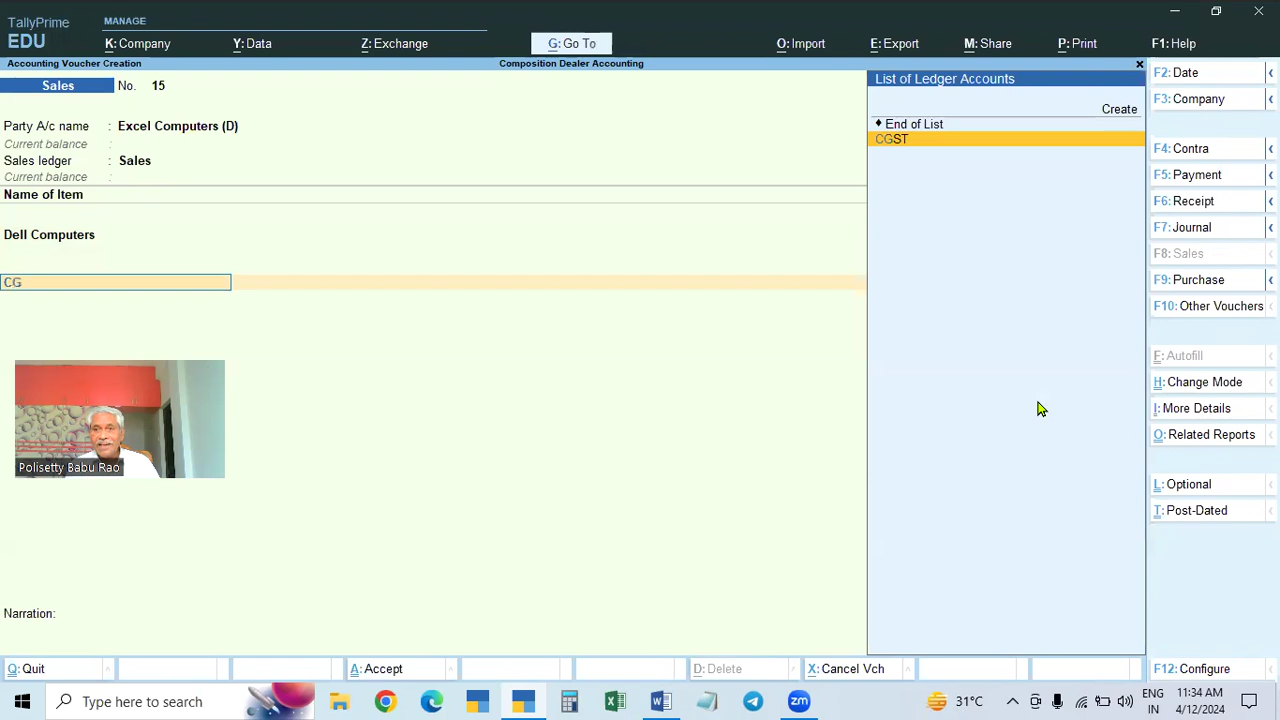 TallyPrime
EDU
MANAGE
K: Company
Y: Data
Z: Exchange
G: Go To
O: Import
E: Export
M: Share
P: Print
F1: Help
Accounting Voucher Creation
Composition Dealer Accounting
Sales No. 15
Party A/c name : Excel Computers (D)
Current balance :
Sales ledger : Sales
Current balance :
Name of Item
Dell Computers
CG
Polisetty Babu Rao
Narration:
List of Ledger Accounts
Create
♦ End of List
CGST
F2: Date
F3: Company
F4: Contra
F5: Payment
F6: Receipt
F7: Journal
F8: Sales
F9: Purchase
F10: Other Vouchers
F: Autofill
H: Change Mode
I: More Details
O: Related Reports
L: Optional
T: Post-Dated
Q: Quit
A: Accept
D: Delete
X: Cancel Vch
F12: Configure
Type here to search
zm
31°C
ENG
IN
11:34 AM
4/12/2024